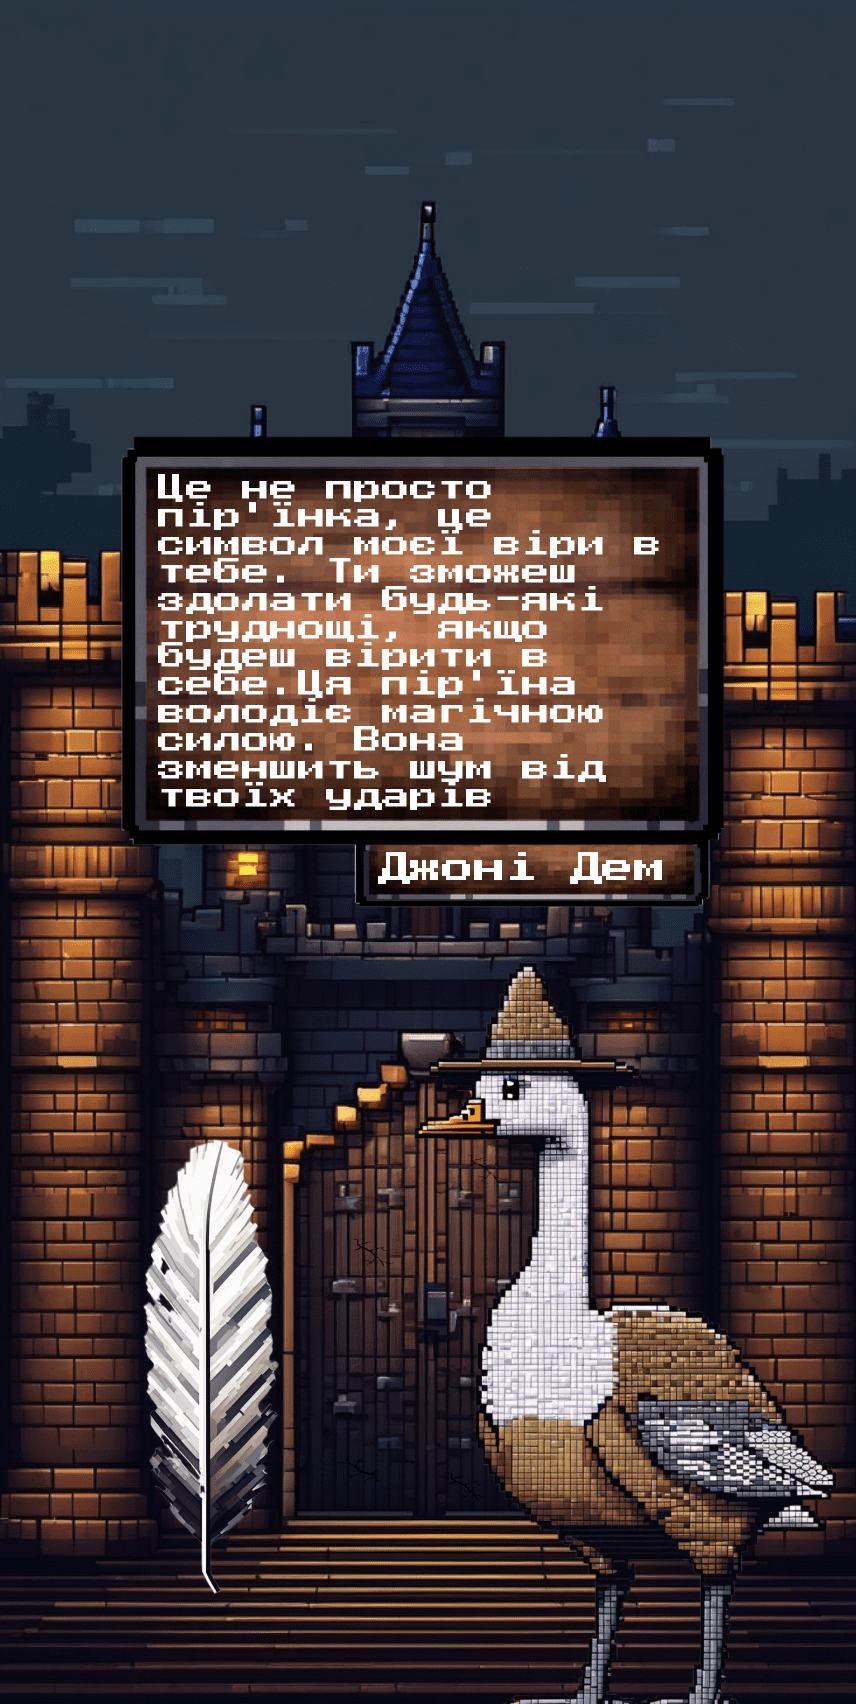 Це не просто
пір'їнка, це
символ моєї віри в
тебе. Ти зможеш
здолати будь-які
труднощі, якщо
будеш вірити в
себе.Ця пір'їна
володіє магічною
силою. Вона
зменшить шум від
твоїх ударів
Джоні Дем